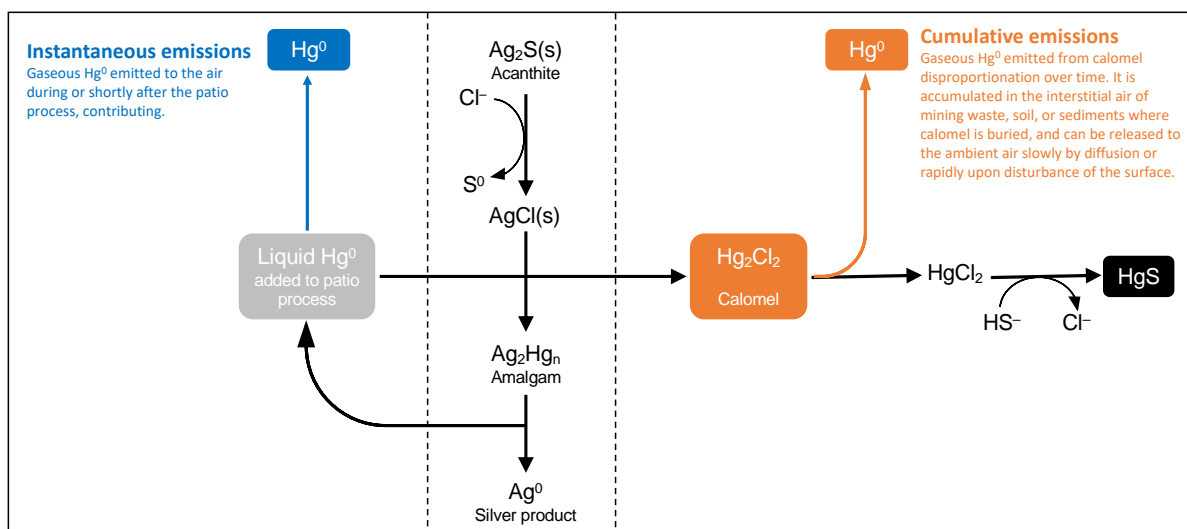 Instantaneous emissions
Gaseous Hg⁰ emitted to the air
during or shortly after the patio
process, contributing.
Hg⁰
Ag₂S(s)
Acanthite
Cl⁻
S⁰
AgCl(s)
Hg⁰
Cumulative emissions
Gaseous Hg⁰ emitted from calomel
disproportionation over time. It is
accumulated in the interstitial air of
mining waste, soil, or sediments where
calomel is buried, and can be released to
the ambient air slowly by diffusion or
rapidly upon disturbance of the surface.
Liquid Hg⁰
added to patio
process
Hg₂Cl₂
Calomel
HgCl₂
HS⁻
Cl⁻
HgS
Ag₂Hgₙ
Amalgam
Ag⁰
Silver product